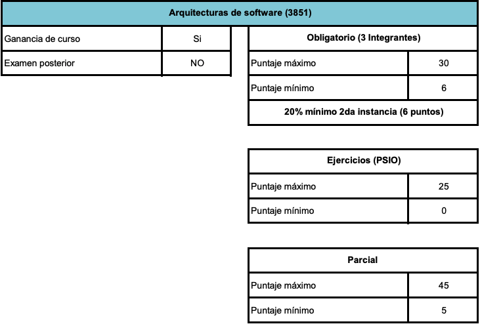 Arquitecturas de software (3851)
Ganancia de curso Si
Examen posterior NO
Obligatorio (3 Integrantes)
Puntaje máximo 30
Puntaje mínimo 6
20% mínimo 2da instancia (6 puntos)
Ejercicios (PSIO)
Puntaje máximo 25
Puntaje mínimo 0
Parcial
Puntaje máximo 45
Puntaje mínimo 5